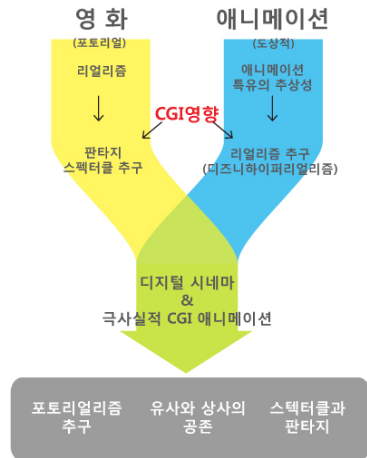 영 화
애니메이션
(포토리얼)
(도상적)
리얼리즘
애니메이션
특유의 추상성
CGI영향
판타지
스펙터클 추구
리얼리즘 추구
(디즈니하이퍼리얼리즘)
디지털 시네마
&
극사실적 CGI 애니메이션
포토리얼리즘
추구
유사와 상사의
공존
스텍터클과
판타지